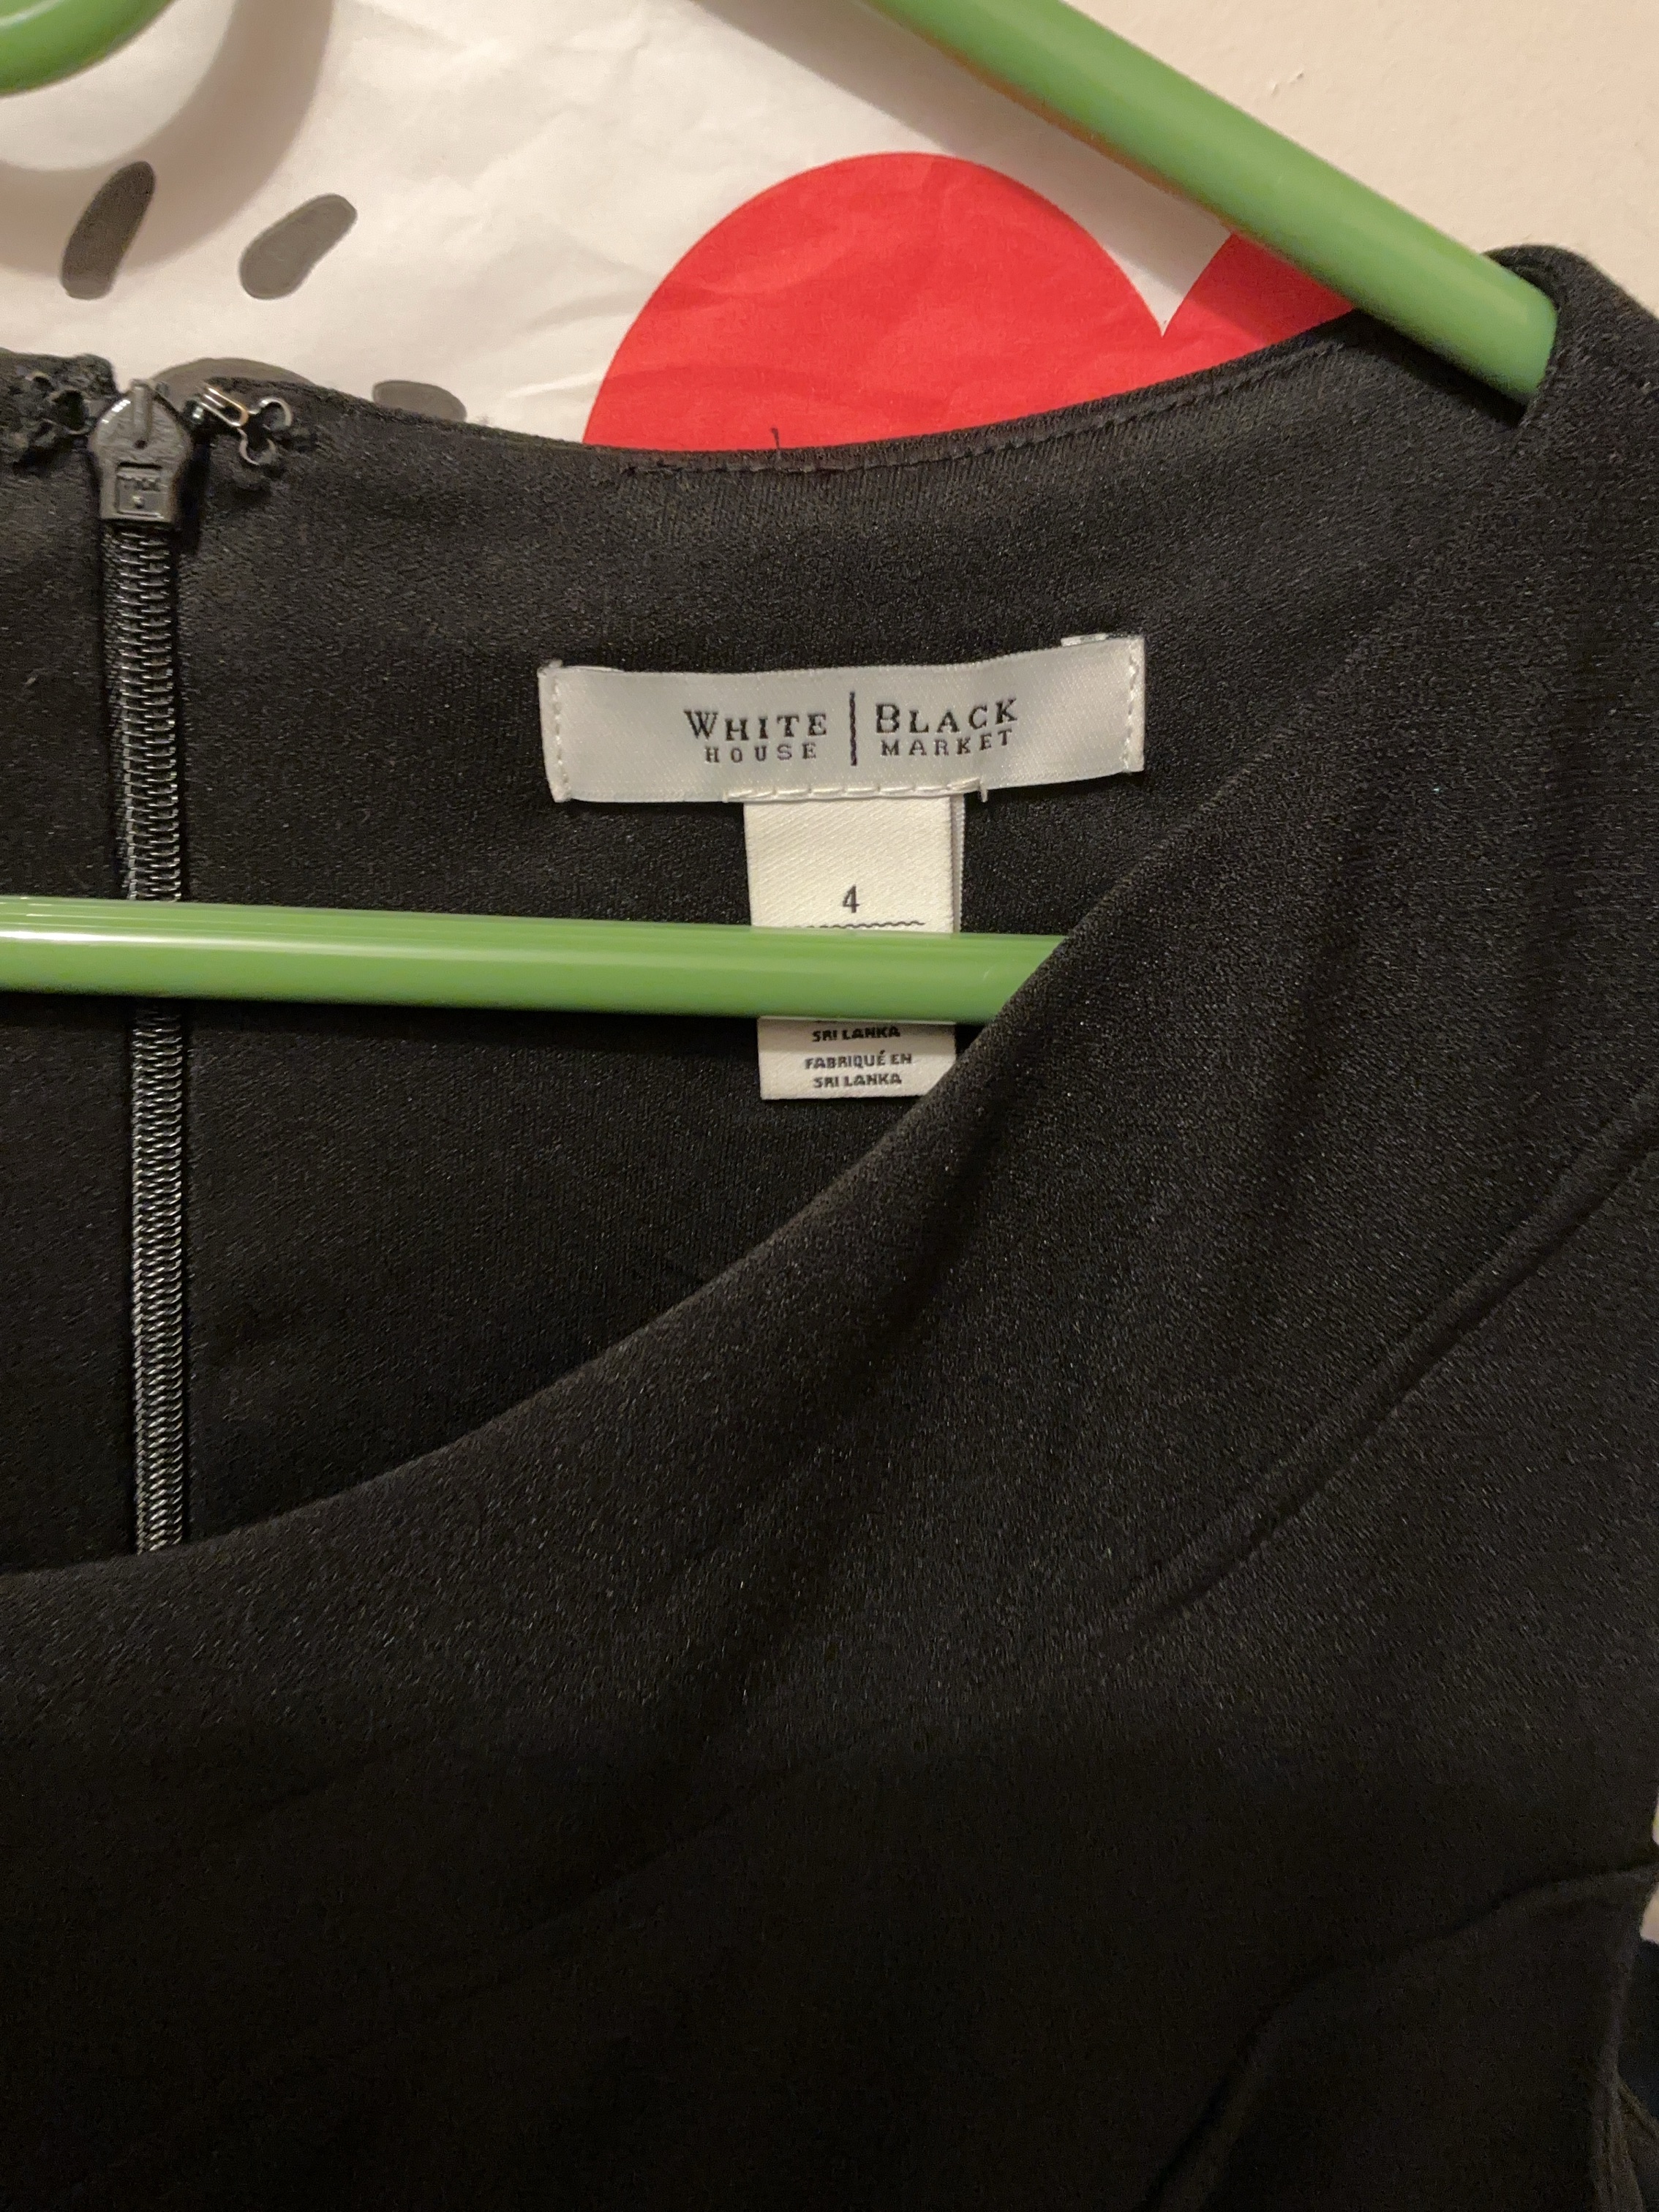 WHITE | BLACK
HOUSE | MARKET
4
SRI LANKA
FABRIQUÉ EN
SRI LANKA